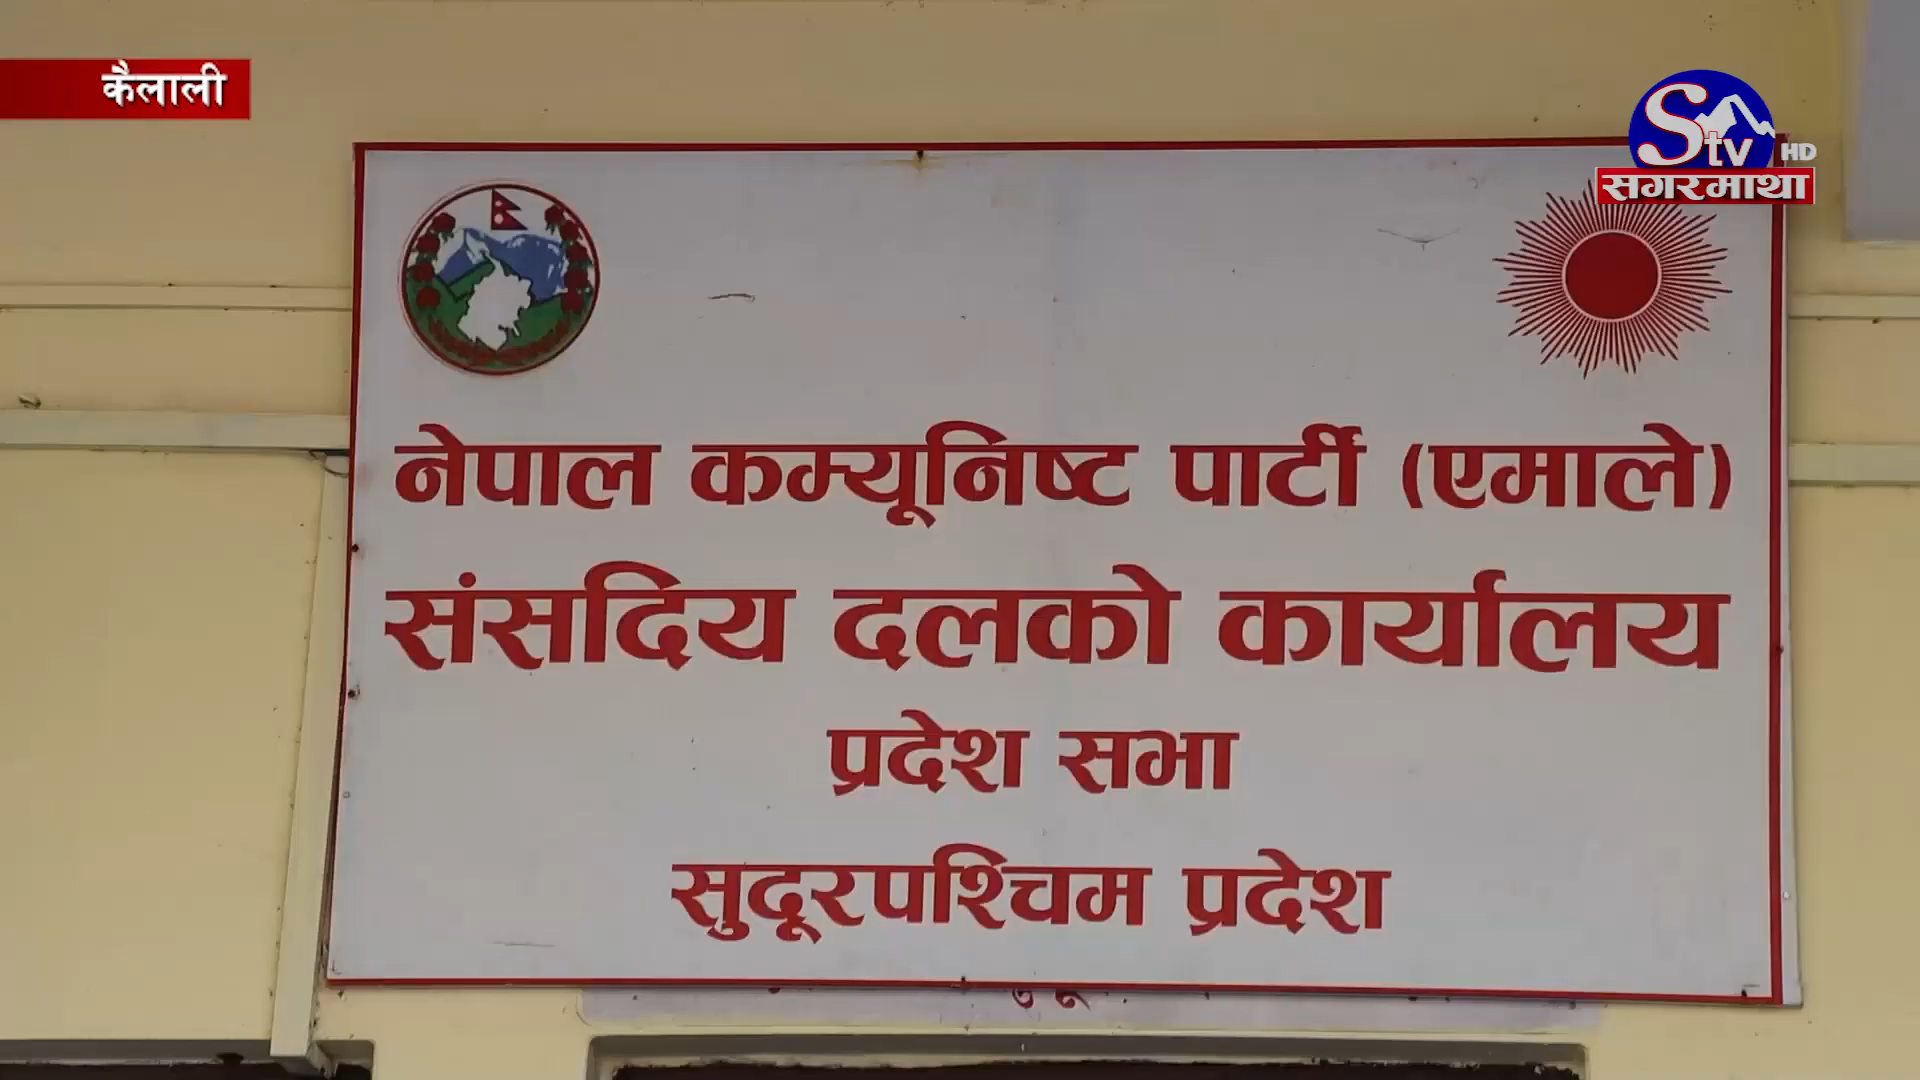 कैलाली
Stv HD
सगरमाथा
नेपाल कम्यूनिष्ट पार्टी (एमाले)
संसदिय दलको कार्यालय
प्रदेश सभा
सुदूरपश्चिम प्रदेश